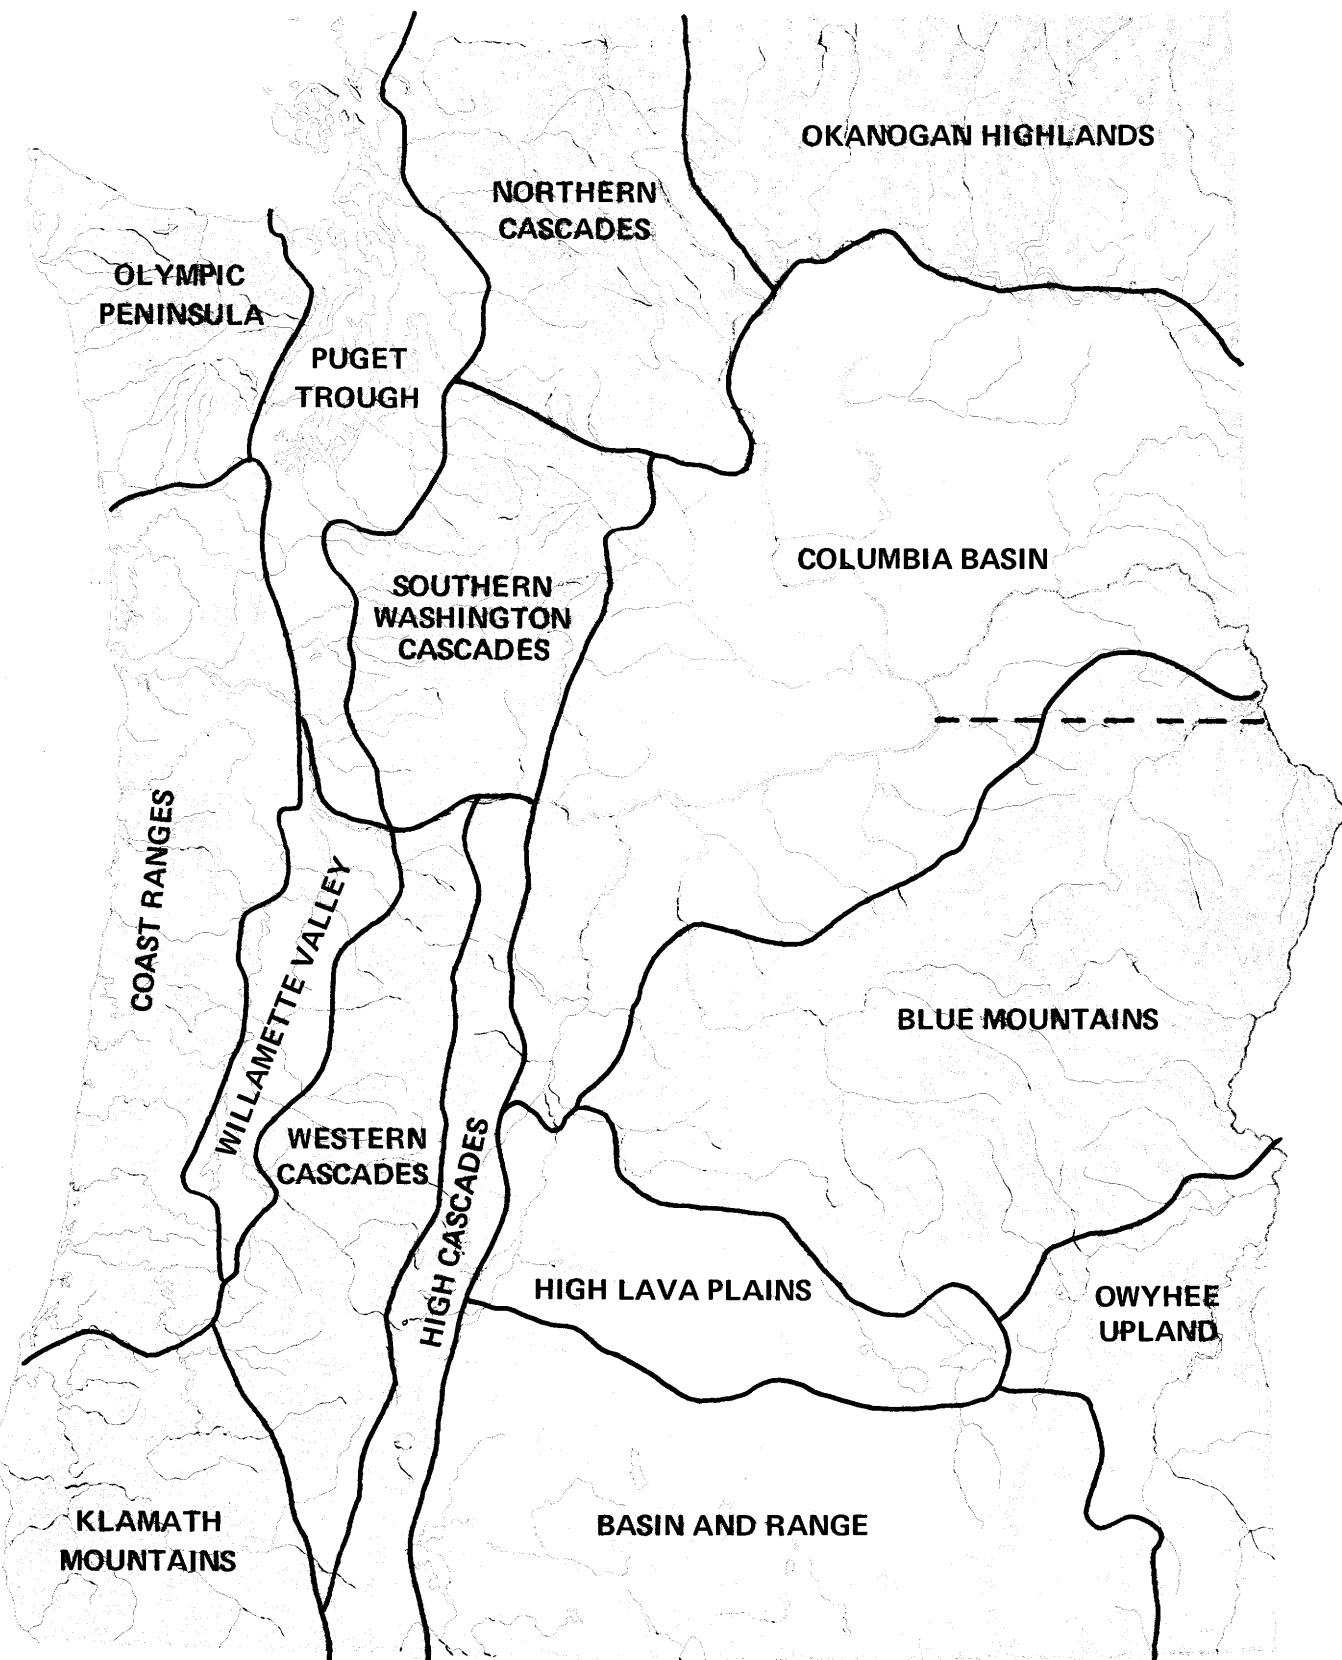 OKANOGAN HIGHLANDS
NORTHERN
CASCADES
OLYMPIC
PENINSULA
PUGET
TROUGH
COLUMBIA BASIN
SOUTHERN
WASHINGTON
CASCADES
COAST RANGES
WILLAMETTE VALLEY
BLUE MOUNTAINS
WESTERN
CASCADES
HIGH CASCADES
HIGH LAVA PLAINS
OWYHEE
UPLAND
KLAMATH
MOUNTAINS
BASIN AND RANGE